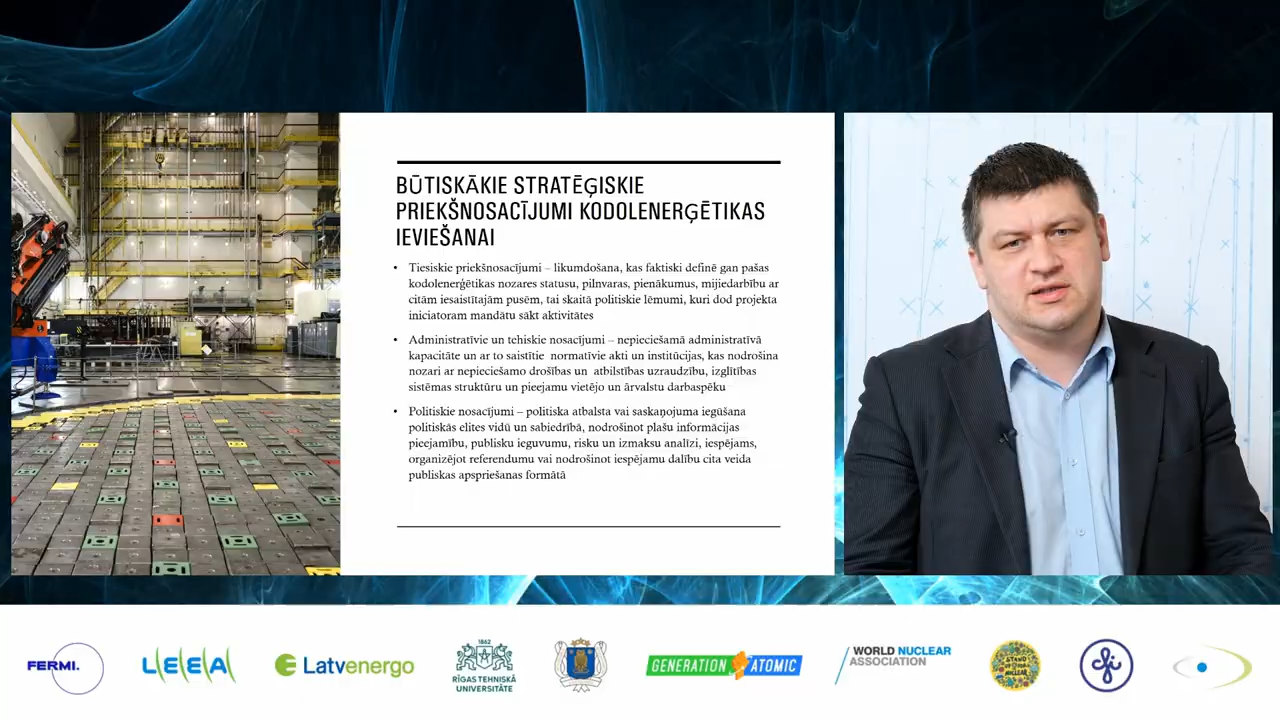 BŪTISKĀKIE STRATĒĢISKIE
PRIEKŠNOSACĪJUMI KODOLENERĢĒTIKAS
IEVIEŠANAI
• Tiesiskie priekšnosacījumi – likumdošana, kas faktiski definē gan pašas
kodolenerģētikas nozares statusu, pilnvaras, pienākumus, mijiedarbību ar
citām iesaistītajām pusēm, tai skaitā politiskie lēmumi, kuri dod projekta
iniciatoram mandātu sākt aktivitātes
• Administratīvie un tehiskie nosacījumi – nepieciešamā administratīvā
kapacitāte un ar to saistītie normatīvie akti un institūcijas, kas nodrošina
nozari ar nepieciešamo drošības un atbilstības uzraudzību, izglītības
sistēmas struktūru un pieejamu vietējo un ārvalstu darbaspēku
• Politiskie nosacījumi – politiska atbalsta vai saskaņojuma iegūšana
politiskās elites vidū un sabiedrībā, nodrošinot plašu informācijas
pieejamību, publisku ieguvumu, risku un izmaksu analīzi, iespējams,
organizējot referendumu vai nodrošinot iespējamu dalību cita veida
publiskas apspriešanas formātā
FERMI.
LEEA
Latvenergo
1862
RĪGAS TEHNISKĀ
UNIVERSITĀTE
GENERATION ATOMIC
WORLD NUCLEAR
ASSOCIATION
STAND
UP FOR
NUCLEAR